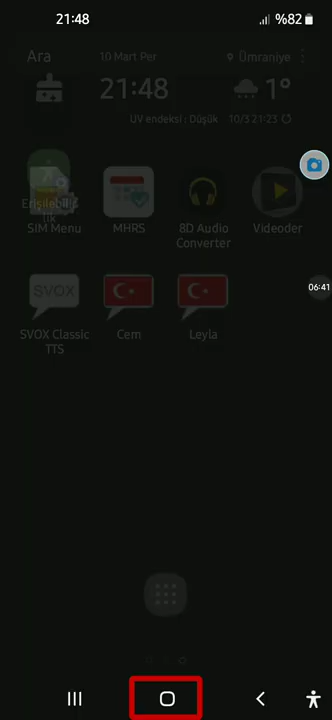 21:48
%82
Ara
10 Mart Per
Ümraniye
21:48
1°
UV endeksi : Düşük
10/3 21:23
Erişilebilirlik
SIM Menu
MHRS
8D Audio Converter
Videoder
06:41
SVOX
SVOX Classic TTS
Cem
Leyla